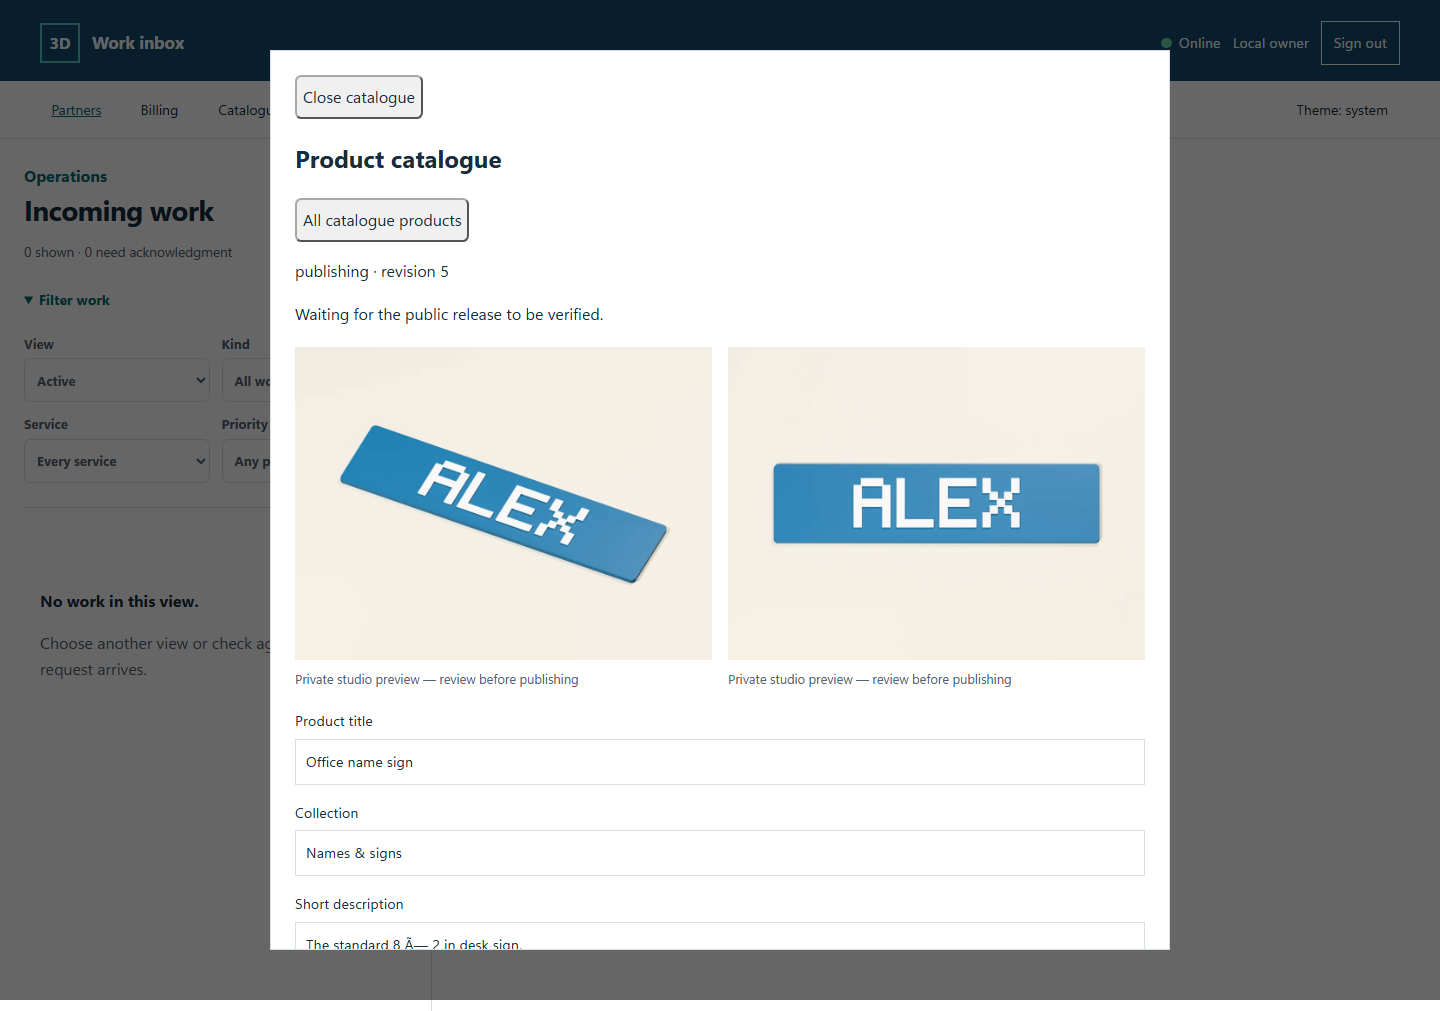 3D Work inbox
Online Local owner Sign out
Partners Billing Catalogu
Theme: system
Operations
Incoming work
0 shown · 0 need acknowledgment
▼ Filter work
View Kind
Active All wo
Service Priority
Every service Any p
No work in this view.
Choose another view or check ag
request arrives.
Close catalogue
Product catalogue
All catalogue products
publishing · revision 5
Waiting for the public release to be verified.
ALEX
ALEX
Private studio preview — review before publishing
Private studio preview — review before publishing
Product title
Office name sign
Collection
Names & signs
Short description
The standard 8 Ã— 2 in desk sign.